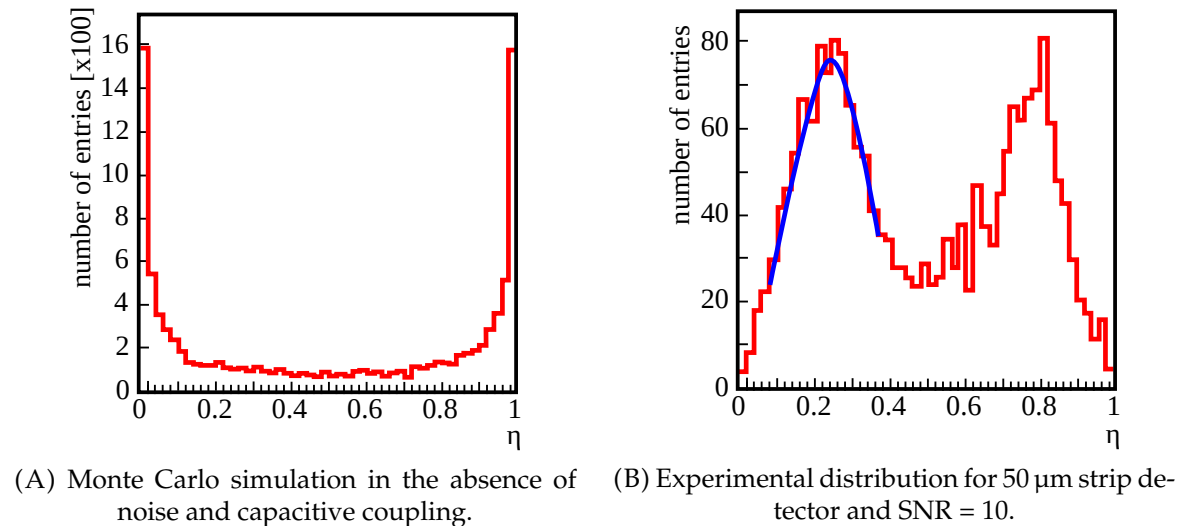 number of entries [x100]
16
14
12
10
8
6
4
2
0
0 0.2 0.4 0.6 0.8 1
η
number of entries
80
60
40
20
0
0 0.2 0.4 0.6 0.8 1
η
(A) Monte Carlo simulation in the absence of
noise and capacitive coupling.
(B) Experimental distribution for 50 µm strip de-
tector and SNR = 10.